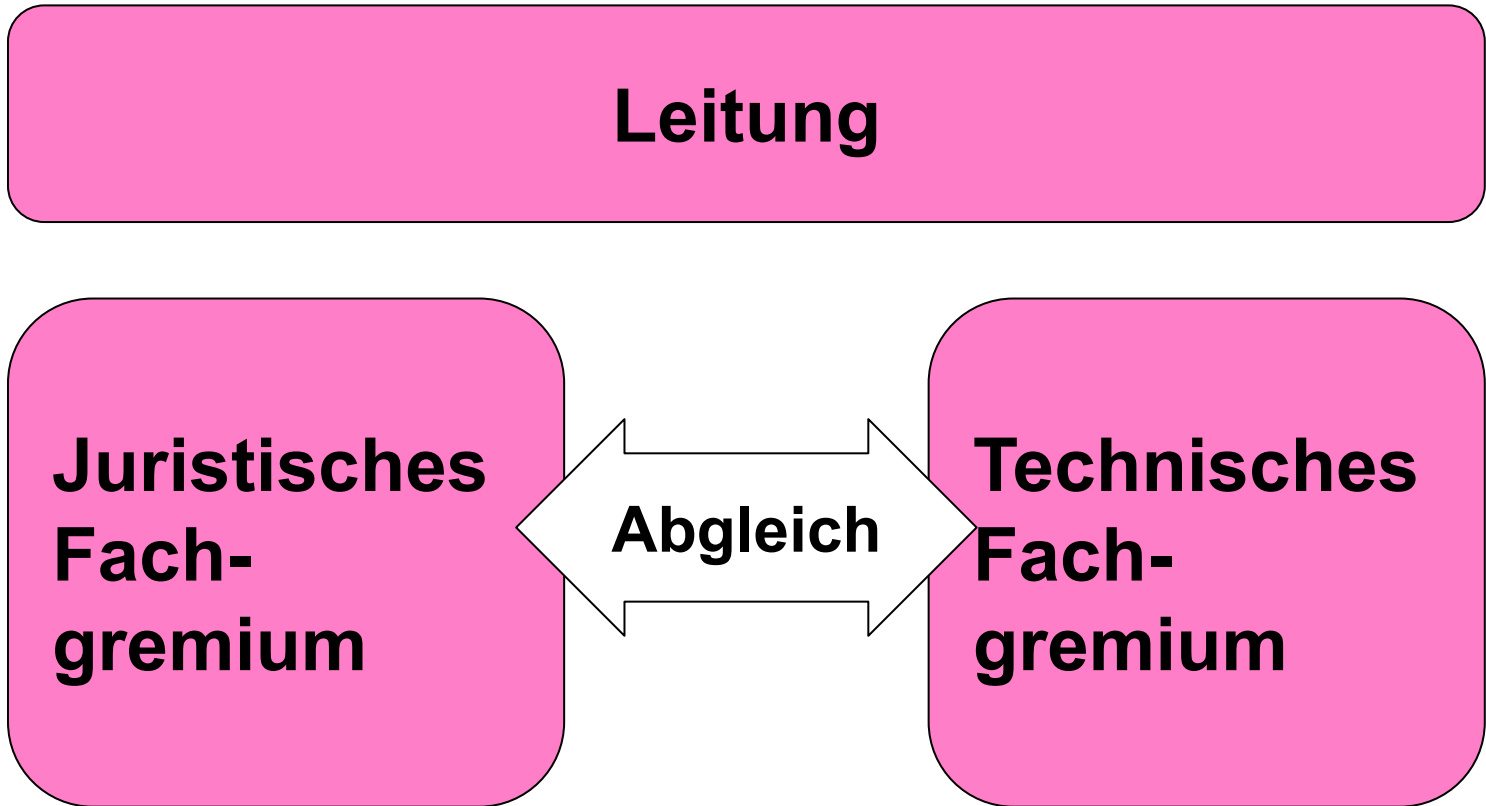 Leitung
Juristisches
Fach-
gremium
Abgleich
Technisches
Fach-
gremium